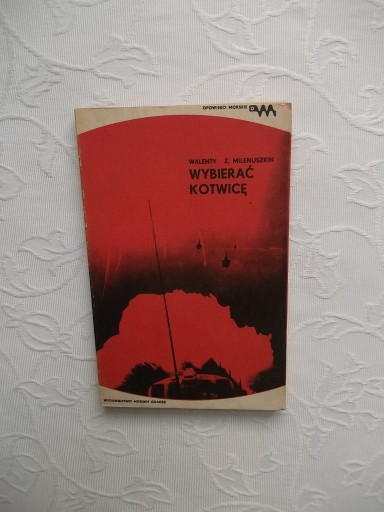 OPOWIEŚCI MORSKIE
WALENTY Z. MILENUSZKIN
WYBIERAĆ
KOTWICĘ
WYDAWNICTWO MORSKIE GDAŃSK